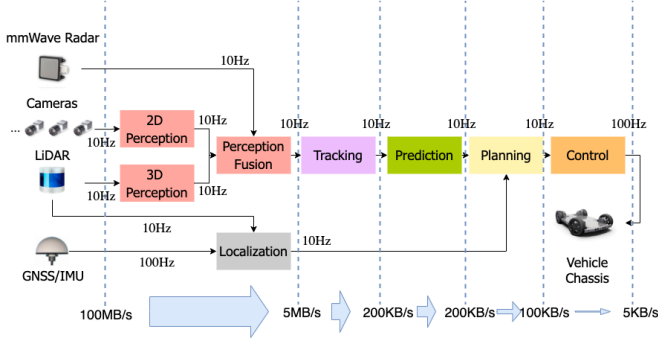 mmWave Radar
10Hz
Cameras
...
10Hz
2D
Perception
10Hz
LiDAR
10Hz
3D
Perception
10Hz
Perception
Fusion
10Hz
Tracking
10Hz
Prediction
10Hz
Planning
10Hz
Control
100Hz
10Hz
100Hz
GNSS/IMU
Localization
10Hz
Vehicle
Chassis
100MB/s
5MB/s
200KB/s
200KB/s
100KB/s
5KB/s